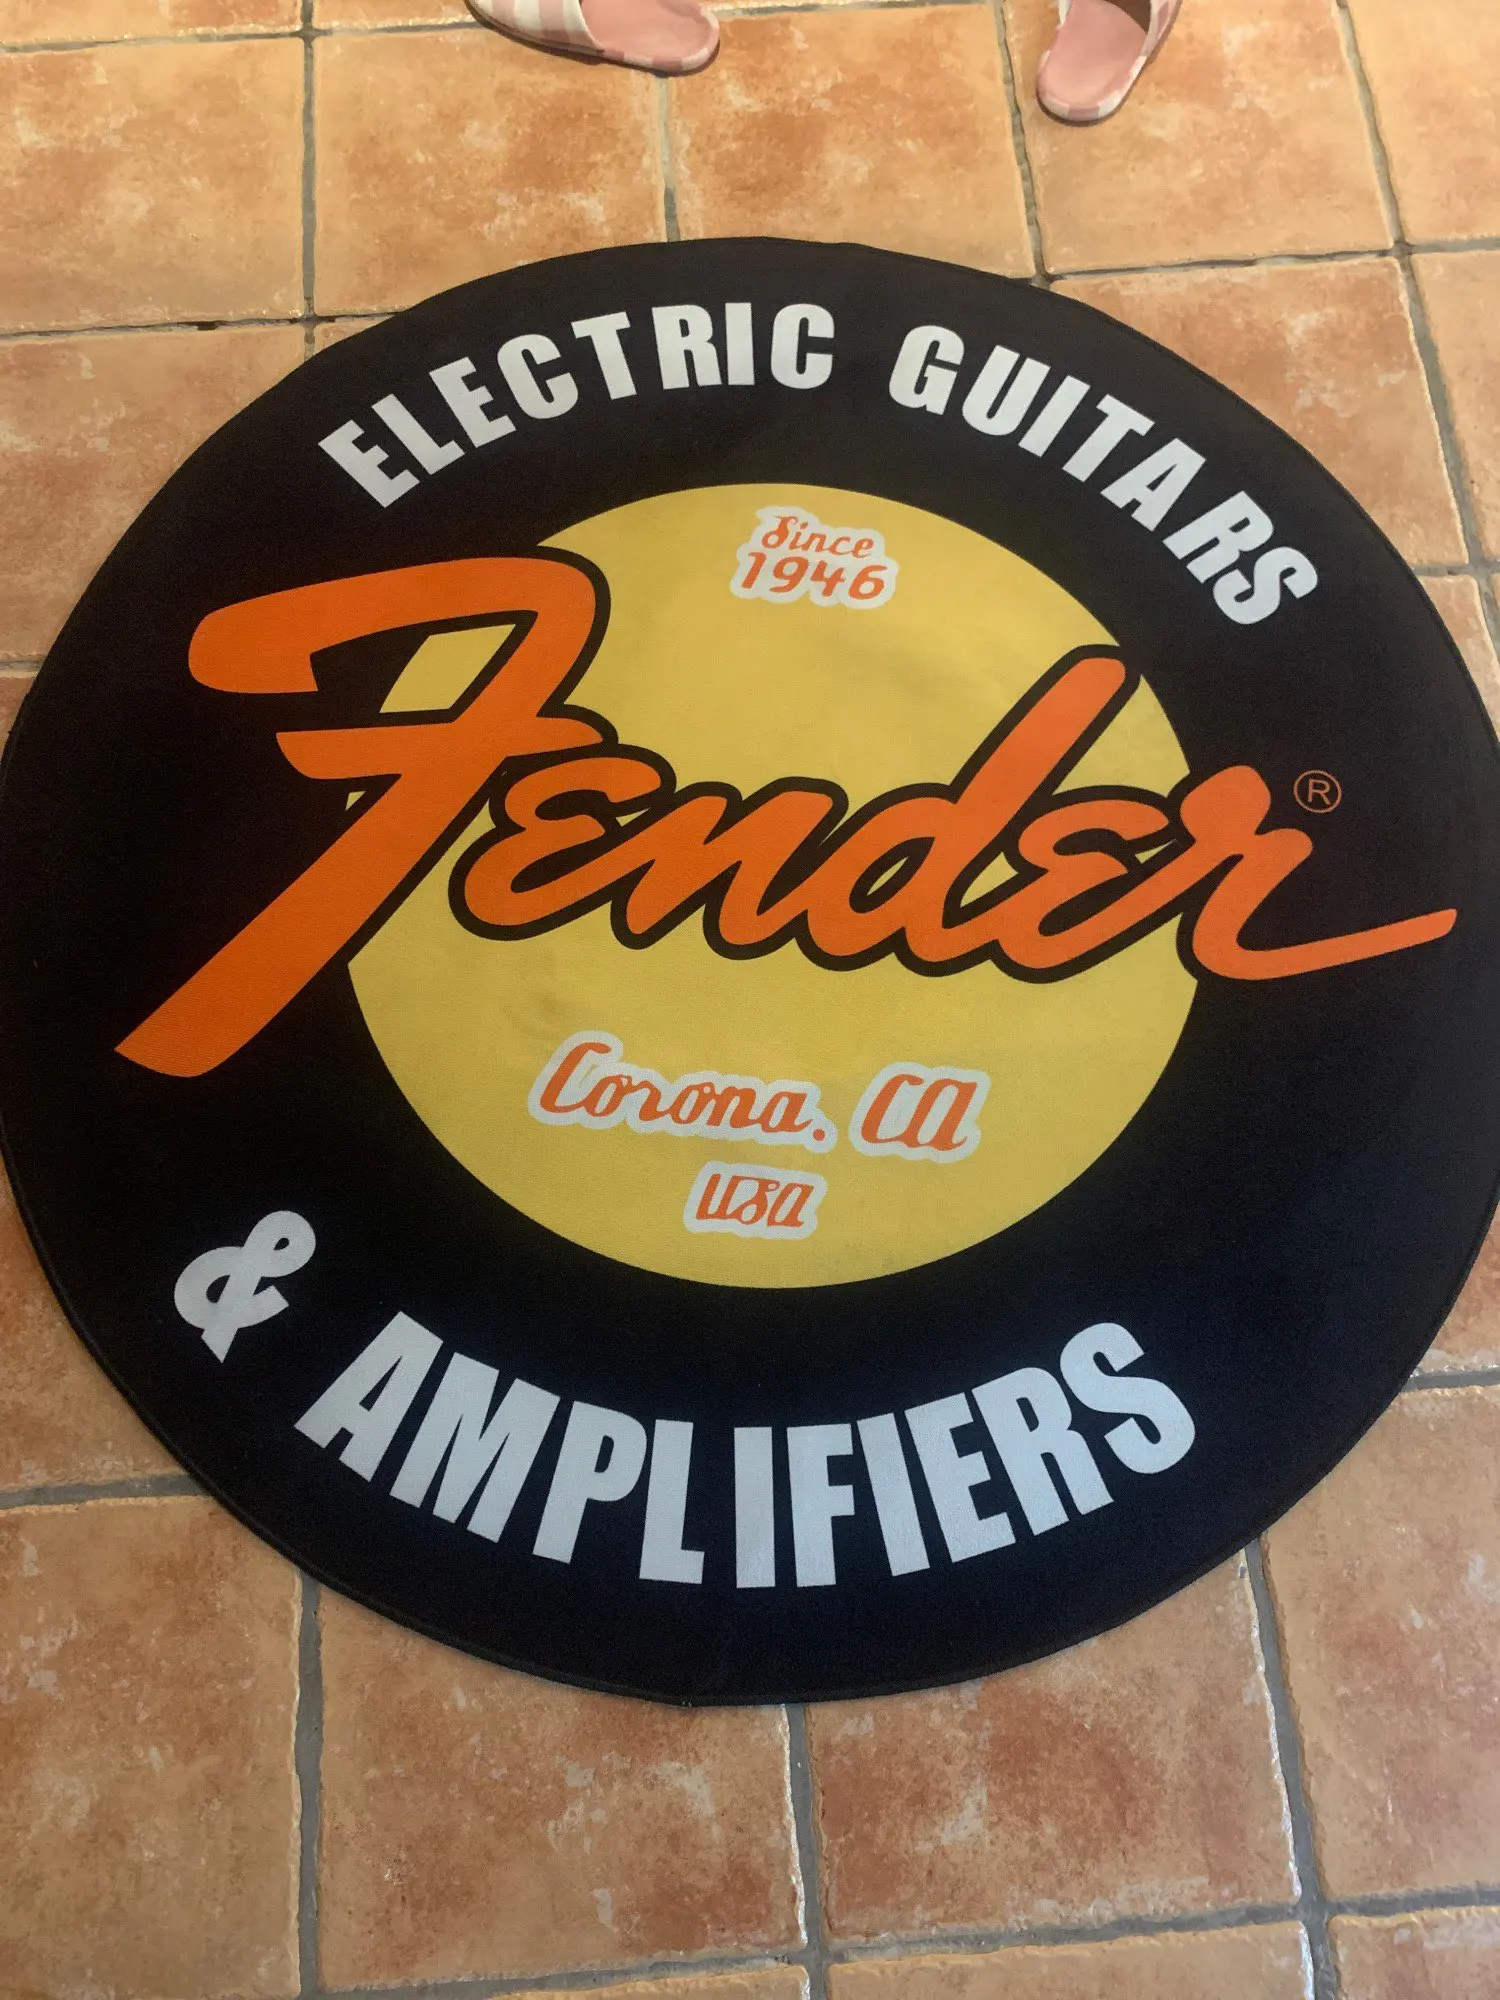 ELECTRIC GUITARS
Since
1946
Fender®
Corona. CA
USA
& AMPLIFIERS